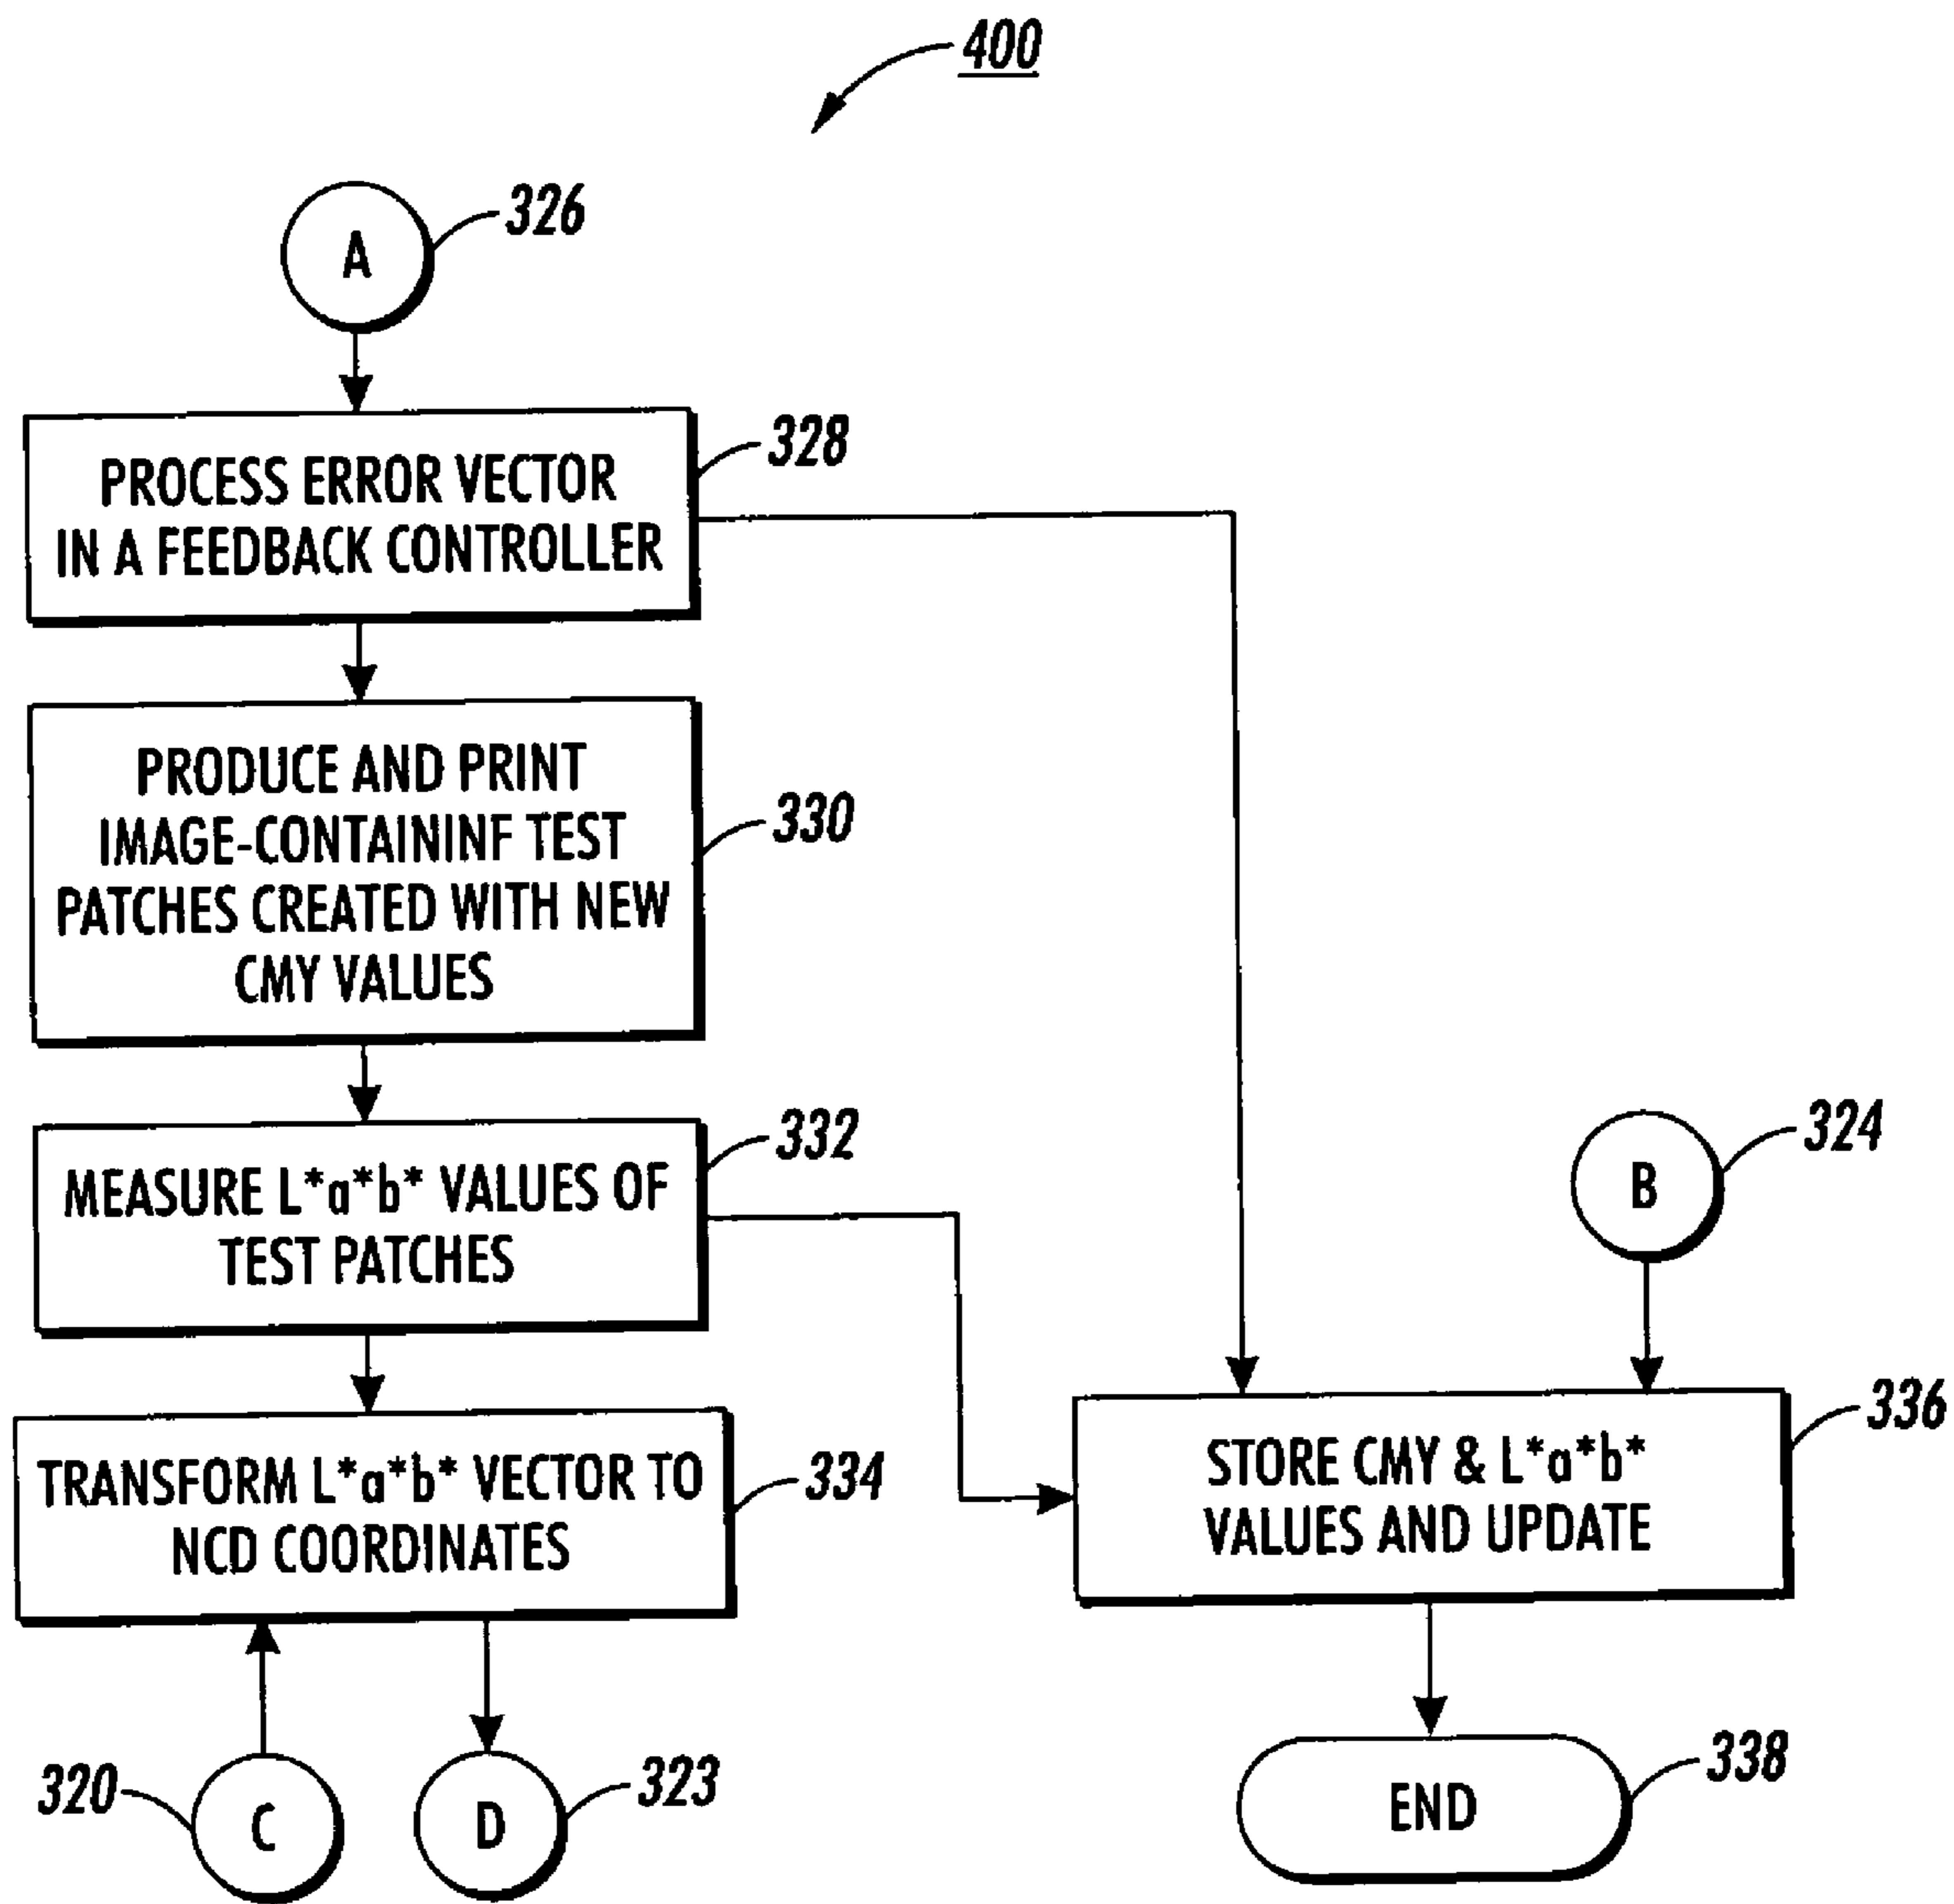 400
A
326
PROCESS ERROR VECTOR
IN A FEEDBACK CONTROLLER
328
PRODUCE AND PRINT
IMAGE-CONTAININF TEST
PATCHES CREATED WITH NEW
CMY VALUES
330
MEASURE L*a*b* VALUES OF
TEST PATCHES
332
B
324
TRANSFORM L*a*b* VECTOR TO
NCD COORDINATES
334
STORE CMY & L*a*b*
VALUES AND UPDATE
336
320
C
D
323
END
338